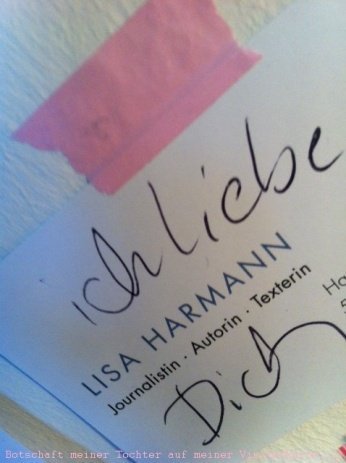 ich liebe
LISA HARMANN
Journalistin · Autorin · Texterin
Dich
Botschaft meiner Tochter auf meiner